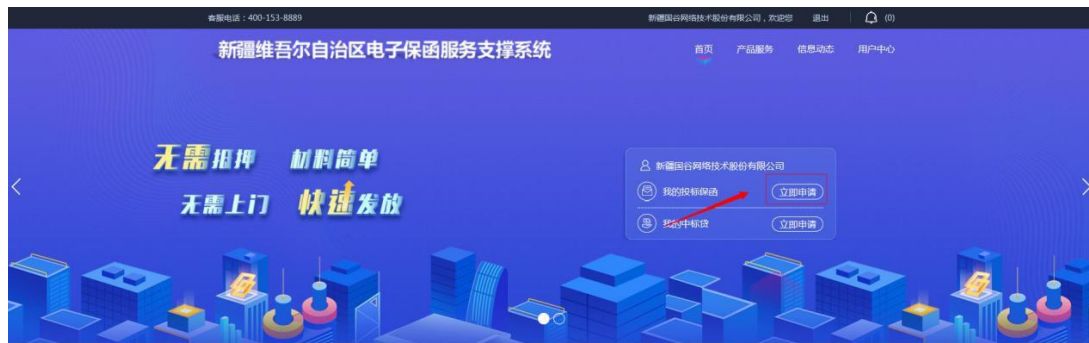 客服电话：400-153-8889
新疆国谷网络技术股份有限公司，欢迎您 退出 (0)
新疆维吾尔自治区电子保函服务支撑系统
首页 产品服务 信息动态 用户中心
无需抵押 材料简单
无需上门 快速发放
新疆国谷网络技术股份有限公司
我的投标保函 立即申请
我的中标贷 立即申请